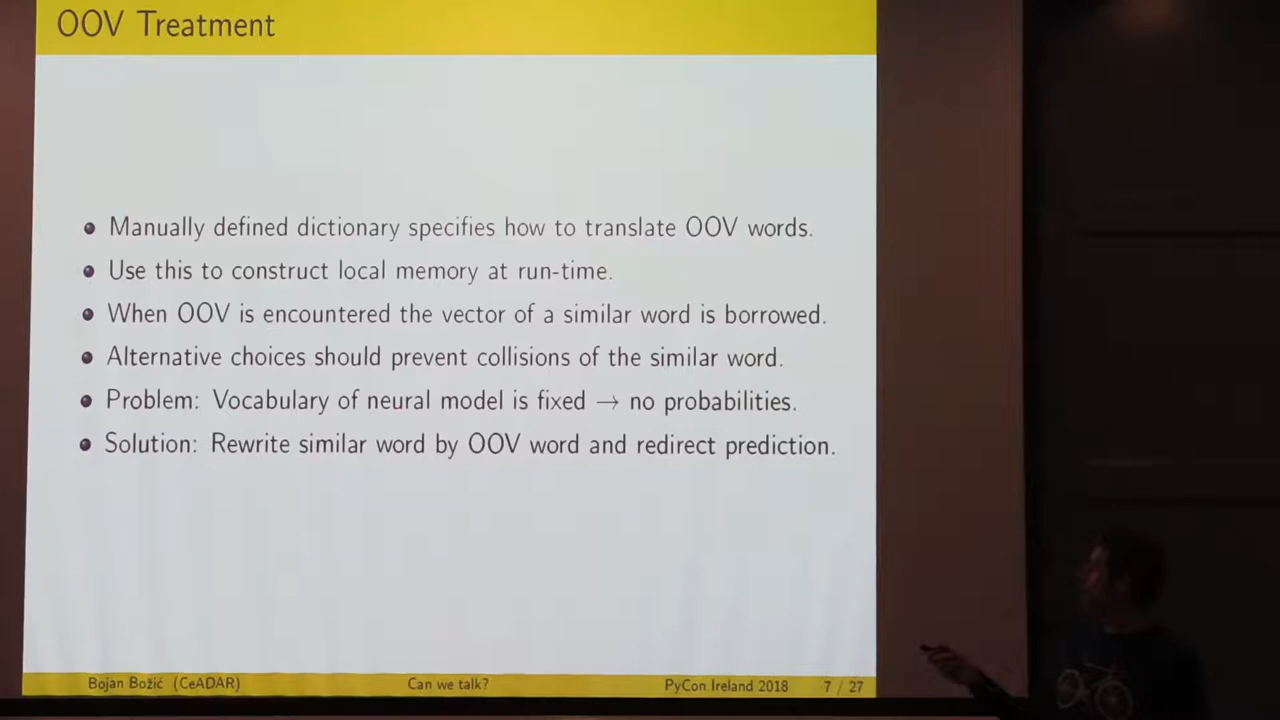 OOV Treatment
Manually defined dictionary specifies how to translate OOV words.
Use this to construct local memory at run-time.
When OOV is encountered the vector of a similar word is borrowed.
Alternative choices should prevent collisions of the similar word.
Problem: Vocabulary of neural model is fixed → no probabilities.
Solution: Rewrite similar word by OOV word and redirect prediction.
Bojan Božić (CeADAR) Can we talk? PyCon Ireland 2018 7 / 27